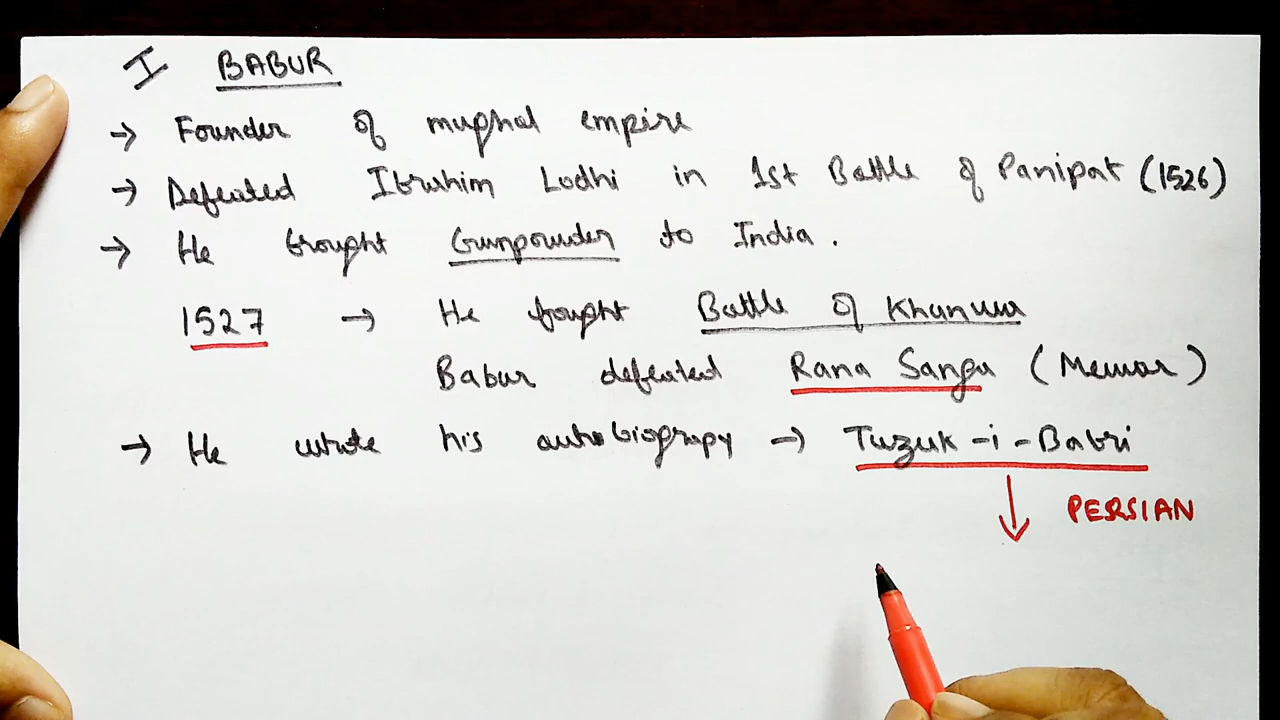 I BABUR
→ Founder of mughal empire
→ Defeated Ibrahim Lodhi in 1st Battle of Panipat (1526)
→ He brought Gunpowder to India.
1527 → He fought Battle of Khanwa
Babur defeated Rana Sanga (Mewar)
→ He wrote his autobiograpy → Tuzuk-i-Babri
↓ PERSIAN